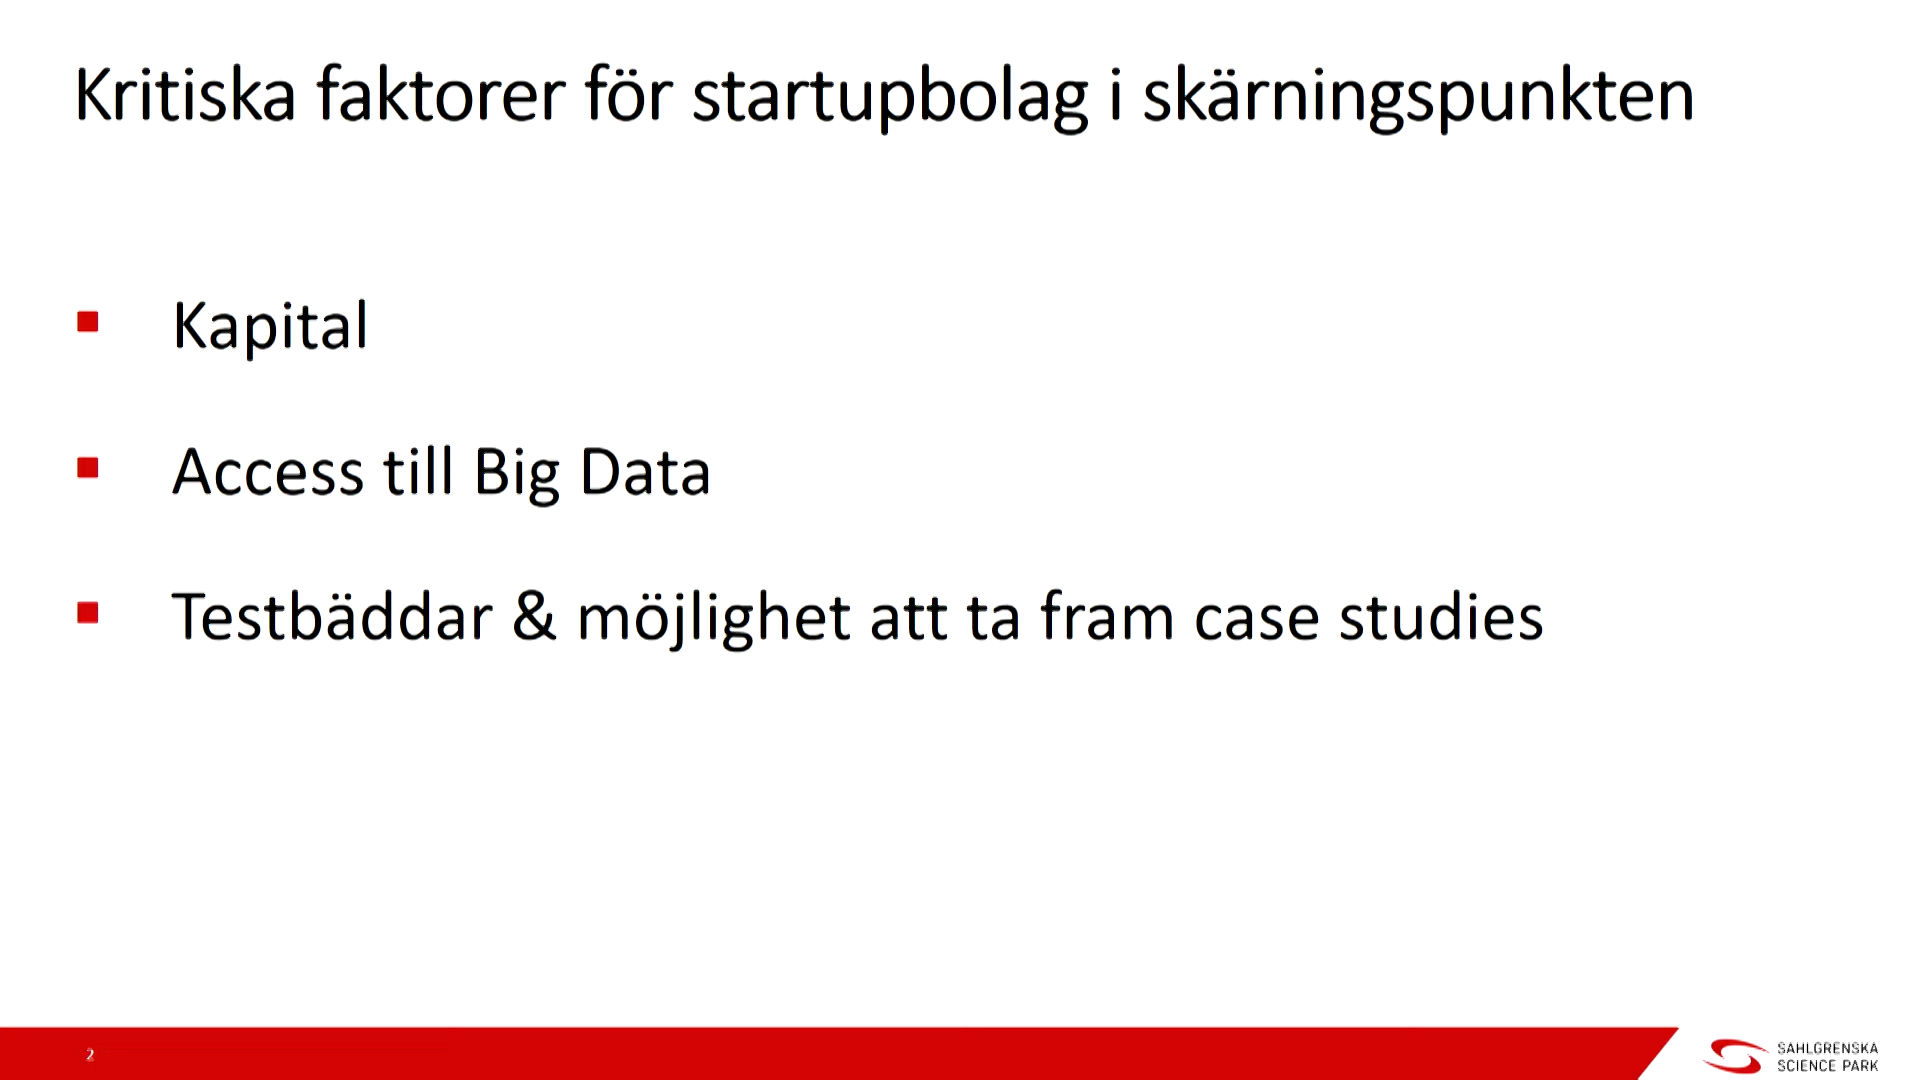 Kritiska faktorer för startupbolag i skärningspunkten
Kapital
Access till Big Data
Testbäddar & möjlighet att ta fram case studies
2
SAHLGRENSKA
SCIENCE PARK